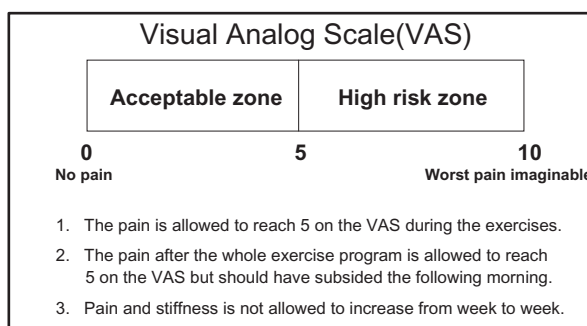 Visual Analog Scale(VAS)
Acceptable zone High risk zone
0 5 10
No pain Worst pain imaginable
1. The pain is allowed to reach 5 on the VAS during the exercises.
2. The pain after the whole exercise program is allowed to reach
5 on the VAS but should have subsided the following morning.
3. Pain and stiffness is not allowed to increase from week to week.